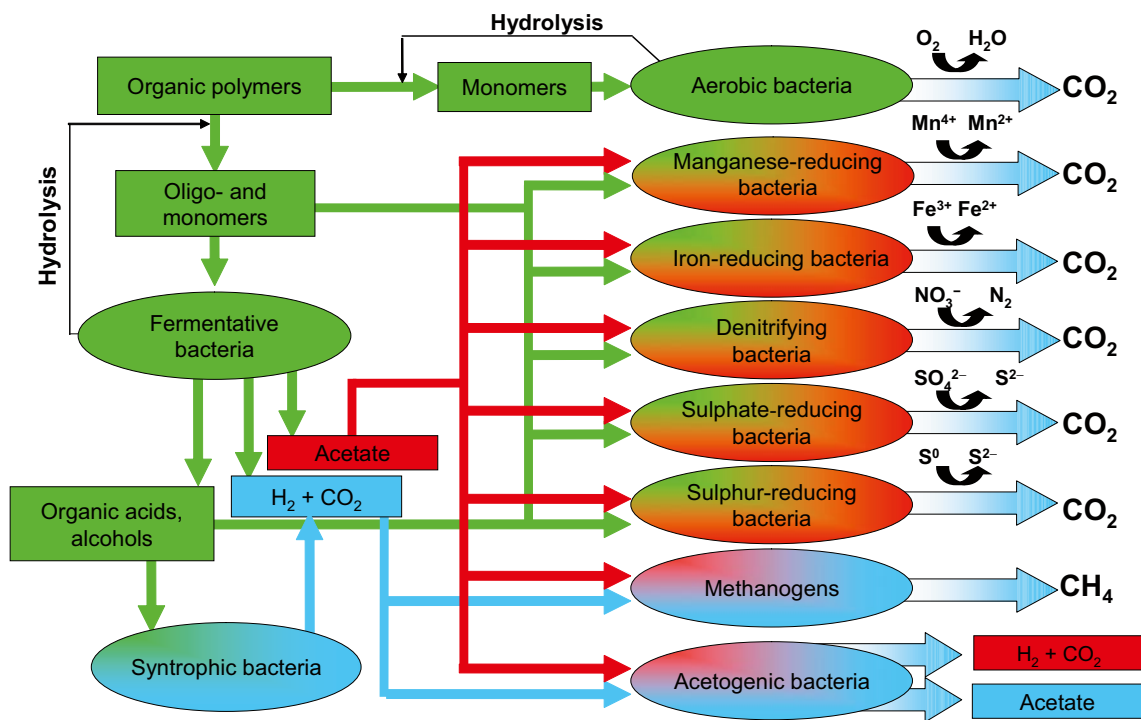 Hydrolysis
O₂ H₂O
Organic polymers
Monomers
Aerobic bacteria
CO₂
Mn⁴⁺ Mn²⁺
Manganese-reducing
bacteria
CO₂
Hydrolysis
Oligo- and
monomers
Fe³⁺ Fe²⁺
Iron-reducing bacteria
CO₂
NO₃⁻ N₂
Fermentative
bacteria
Denitrifying
bacteria
CO₂
SO₄²⁻ S²⁻
Sulphate-reducing
bacteria
CO₂
Acetate
S⁰ S²⁻
H₂ + CO₂
Sulphur-reducing
bacteria
CO₂
Organic acids,
alcohols
Methanogens
CH₄
Syntrophic bacteria
Acetogenic bacteria
H₂ + CO₂
Acetate